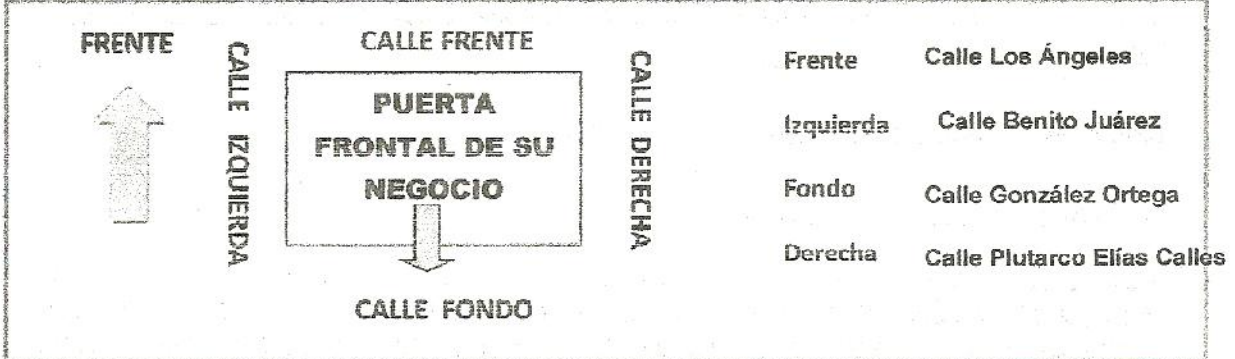 FRENTE
CALLE IZQUIERDA
CALLE FRENTE
PUERTA
FRONTAL DE SU
NEGOCIO
CALLE FONDO
CALLE DERECHA
Frente Calle Los Ángeles
Izquierda Calle Benito Juárez
Fondo Calle González Ortega
Derecha Calle Plutarco Elías Calles